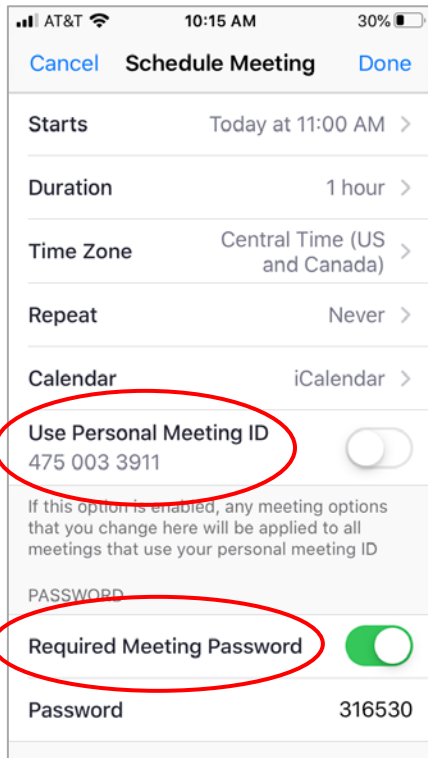 AT&T 10:15 AM 30%
Cancel Schedule Meeting Done
Starts Today at 11:00 AM >
Duration 1 hour >
Time Zone Central Time (US
and Canada) >
Repeat Never >
Calendar iCalendar >
Use Personal Meeting ID
475 003 3911
If this option is enabled, any meeting options
that you change here will be applied to all
meetings that use your personal meeting ID
PASSWORD
Required Meeting Password
Password 316530